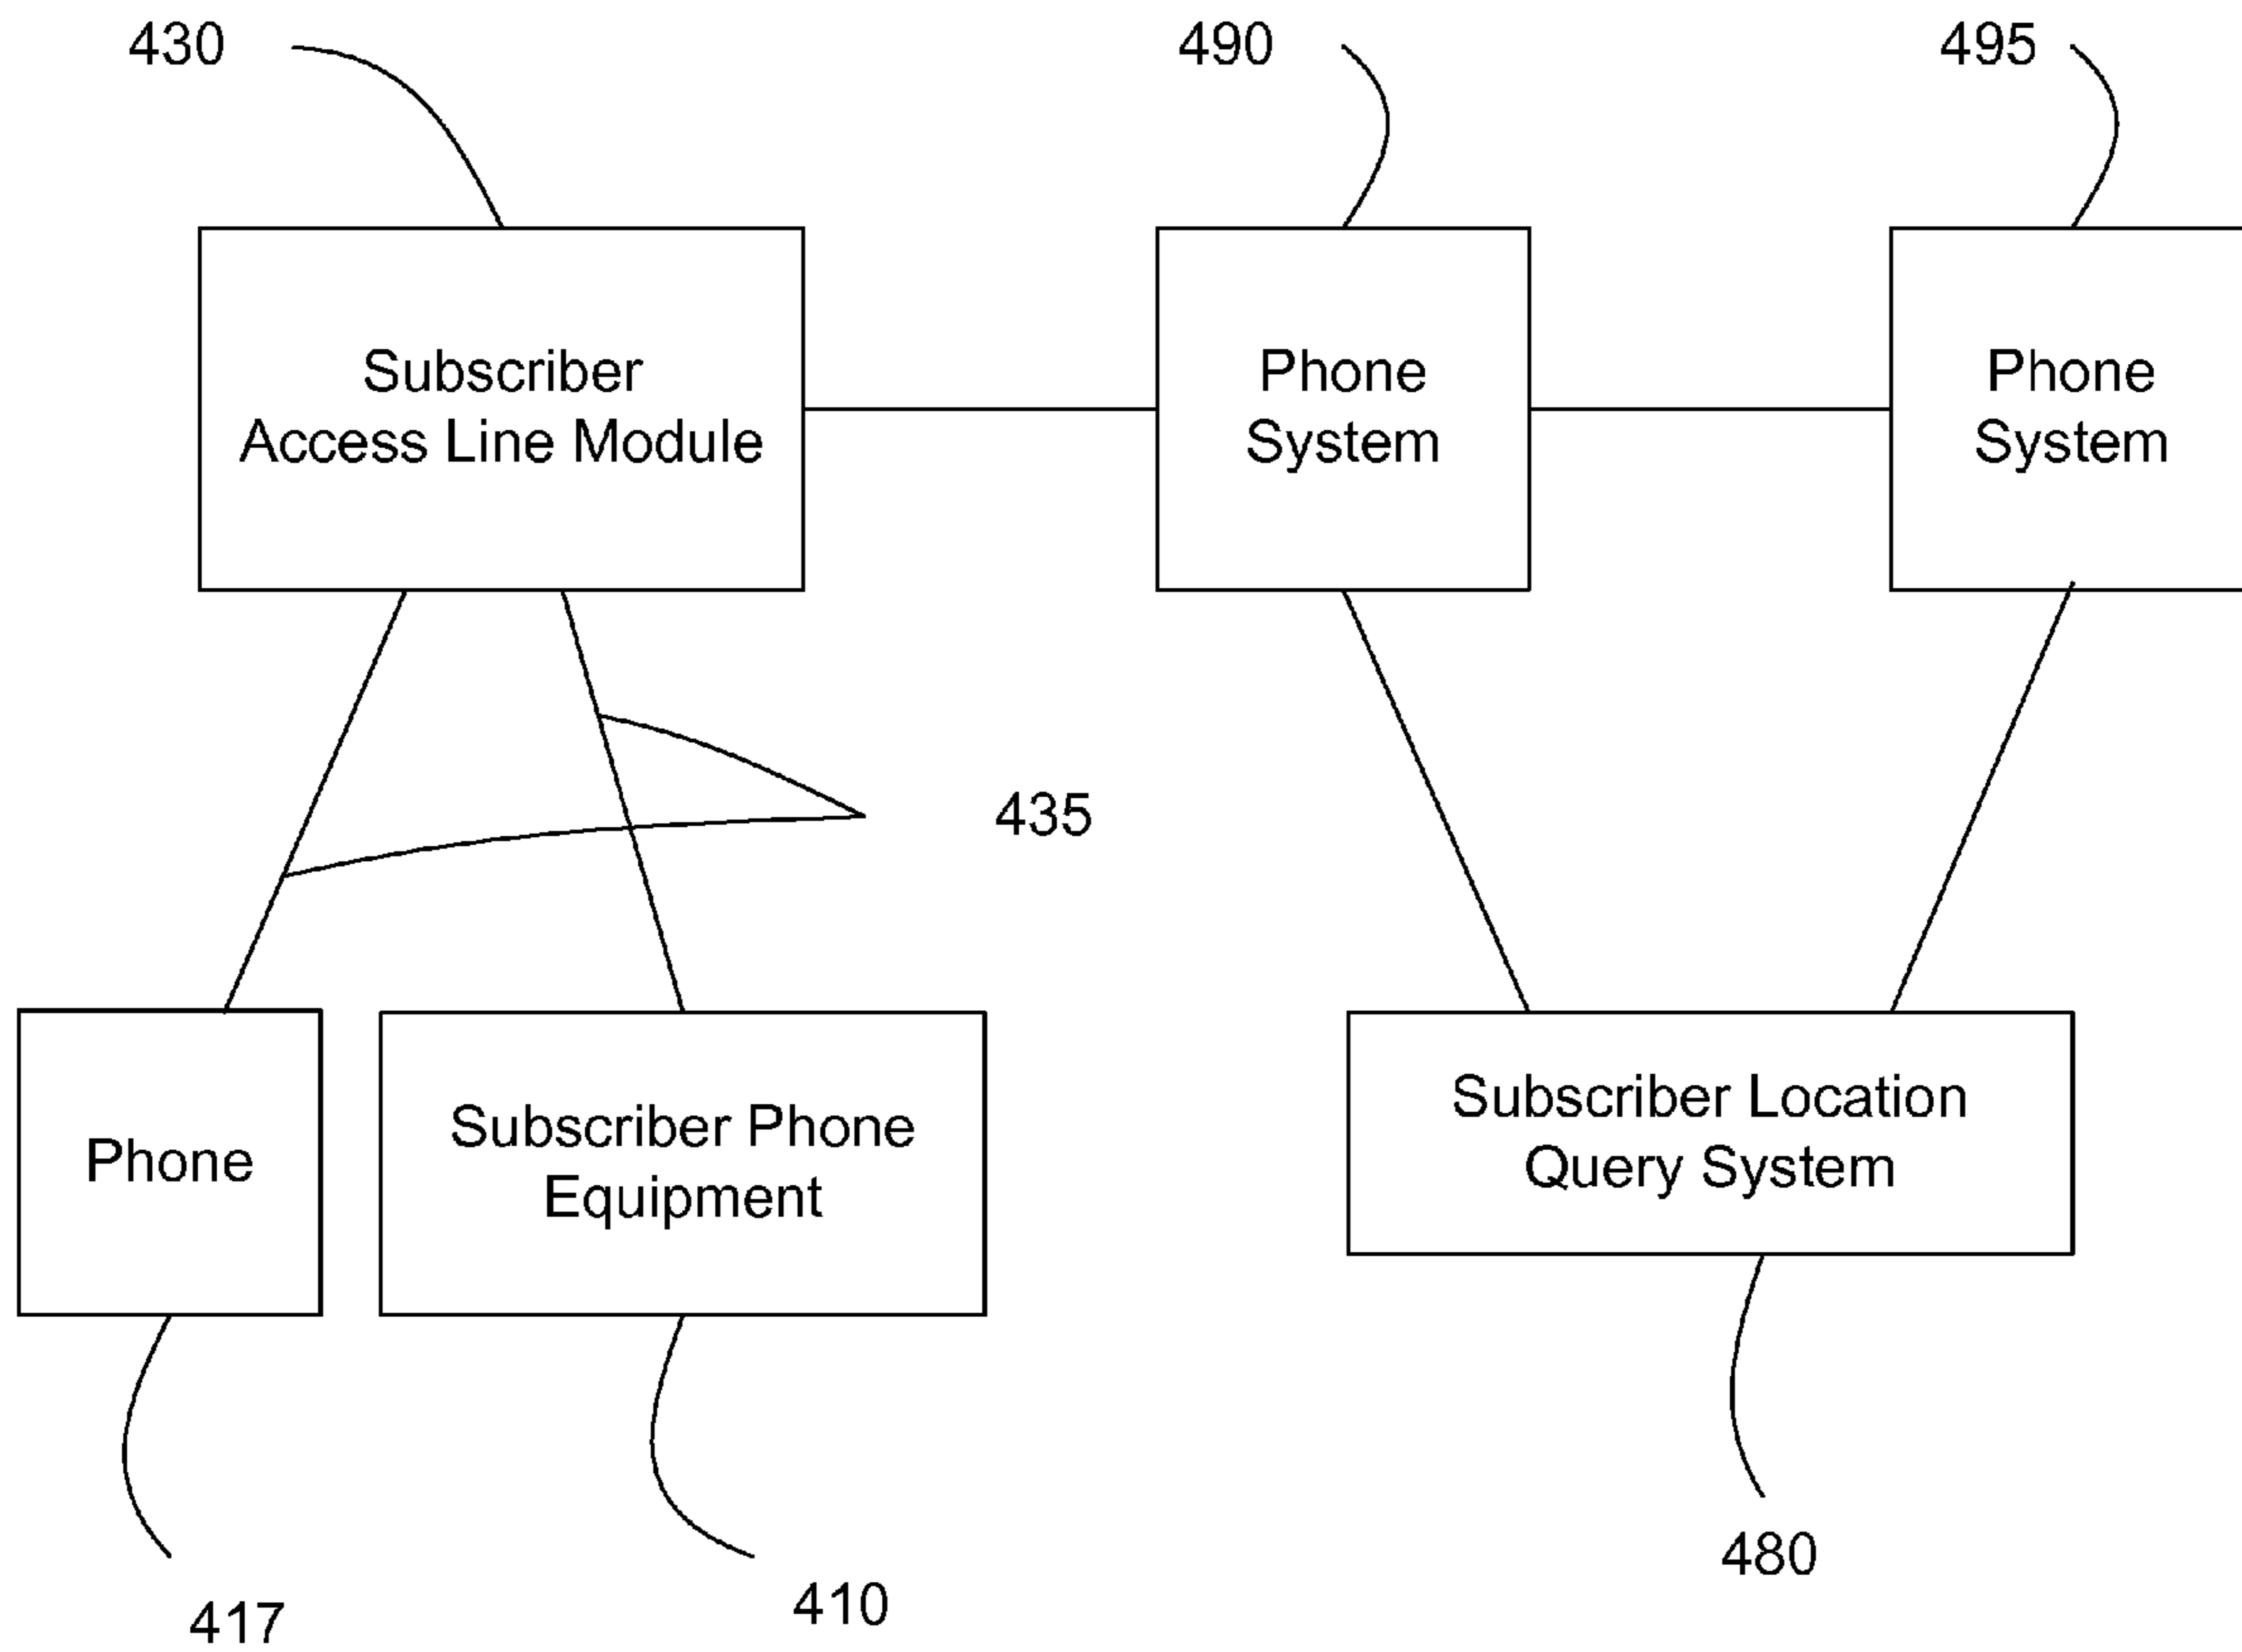 430
490
495
Subscriber
Access Line Module
Phone
System
Phone
System
435
Phone
Subscriber Phone
Equipment
Subscriber Location
Query System
417
410
480